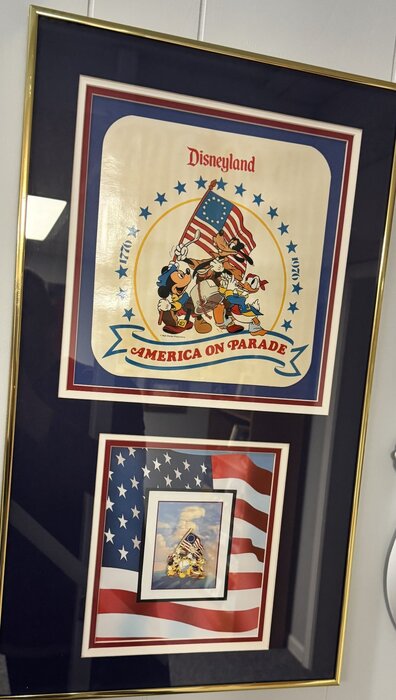 Disneyland
1776
1976
AMERICA ON PARADE